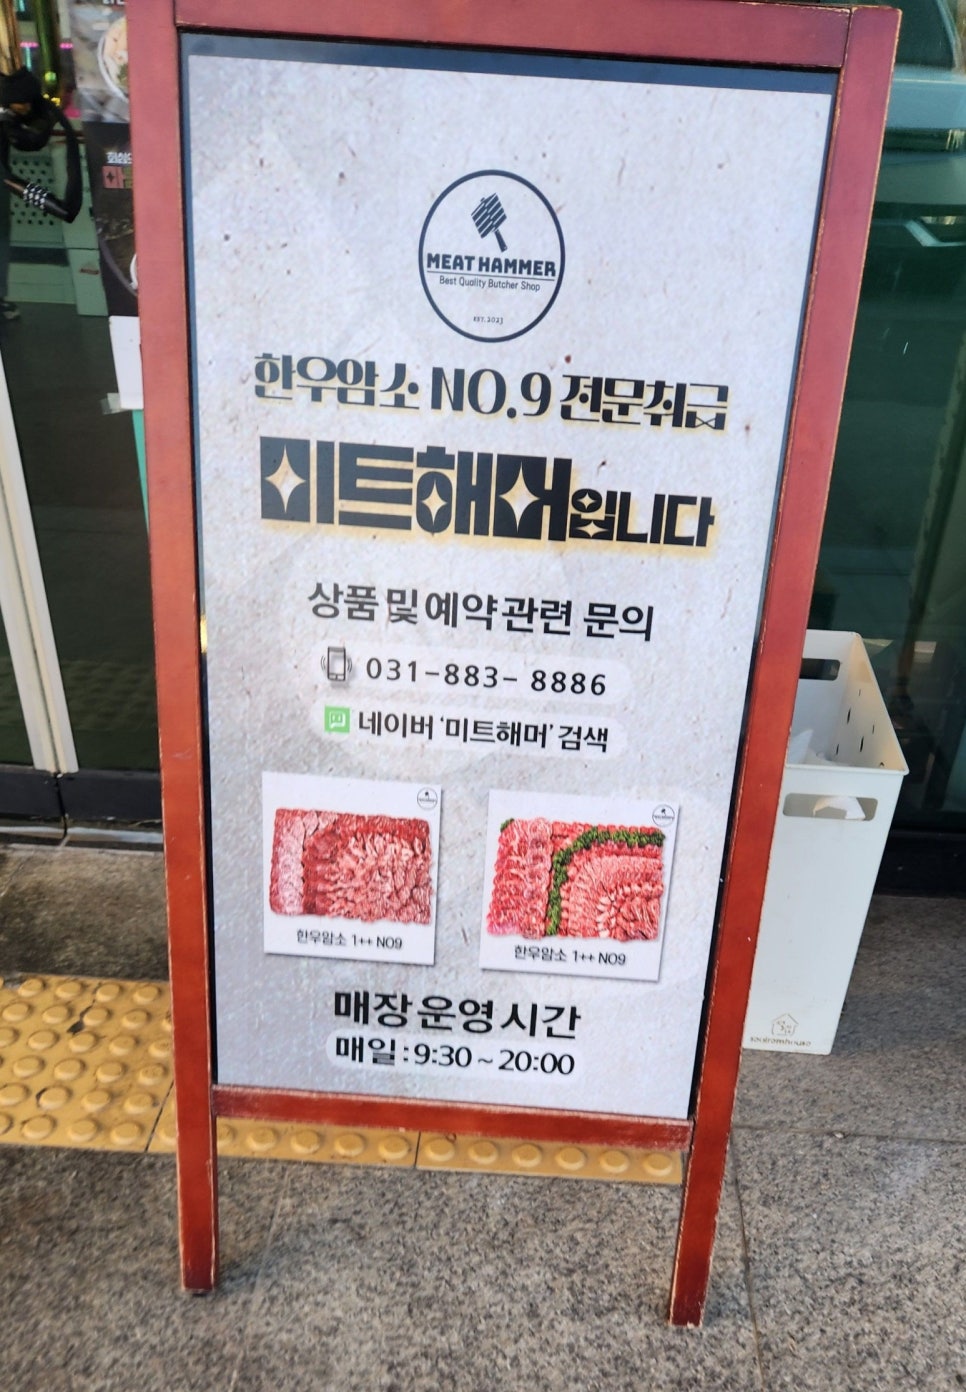 MEAT HAMMER
Best Quality Butcher Shop
EST. 2023
한우암소 NO.9 전문취급
미트해머입니다
상품 및 예약 관련 문의
031-883- 8886
네이버 '미트해머' 검색
한우암소 1++ NO9
한우암소 1++ NO9
매장 운영 시간
매일 : 9:30 ~ 20:00